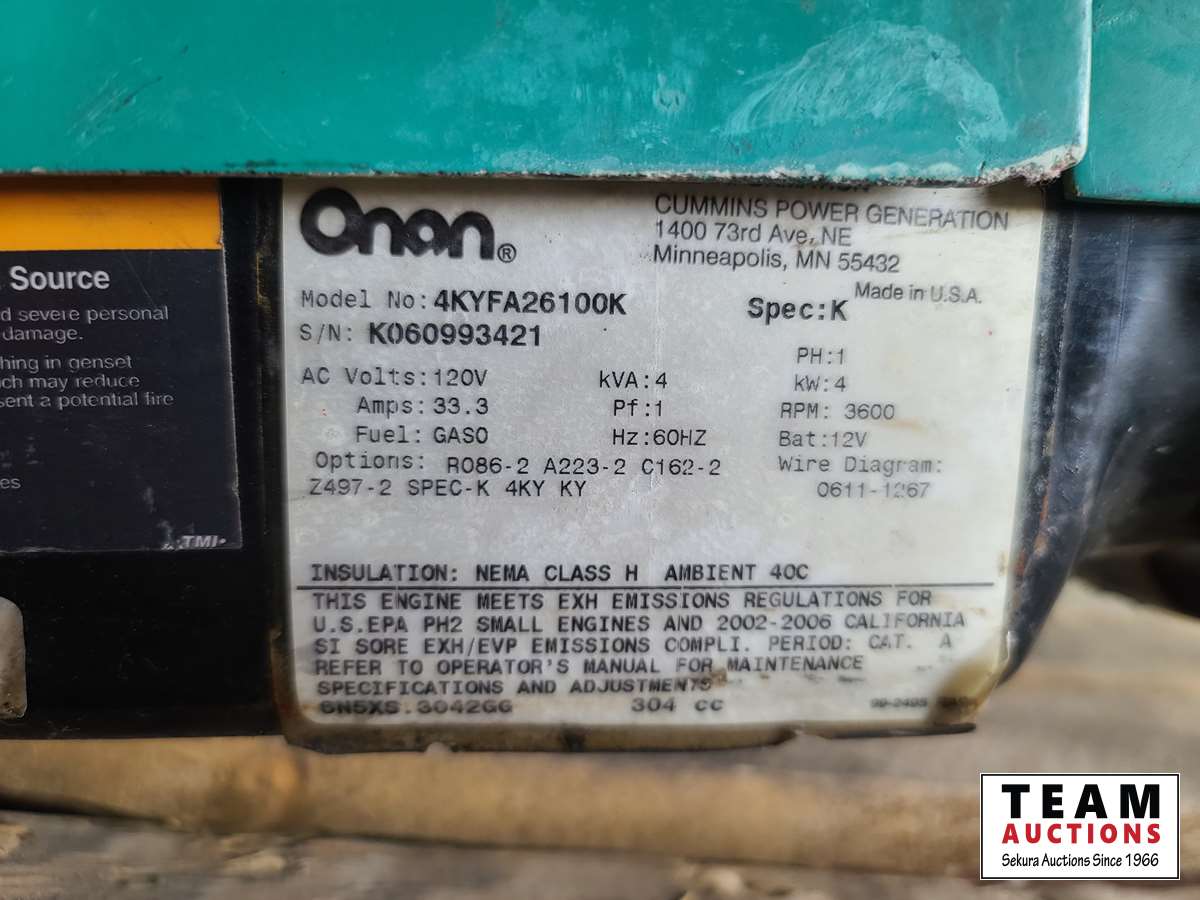 Source
d severe personal
damage.
hing in genset
ch may reduce
sent a potential fire
es
TMI
Onan®
CUMMINS POWER GENERATION
1400 73rd Ave, NE
Minneapolis, MN 55432
Made in U.S.A.
Model No: 4KYFA26100K Spec:K
S/N: K060993421
PH:1
AC Volts:120V kVA:4 kW:4
Amps: 33.3 Pf:1 RPM: 3600
Fuel: GASO Hz:60HZ Bat:12V
Options: R086-2 A223-2 C162-2 Wire Diagram:
Z497-2 SPEC-K 4KY KY 0611-1267
INSULATION: NEMA CLASS H AMBIENT 40C
THIS ENGINE MEETS EXH EMISSIONS REGULATIONS FOR
U.S.EPA PH2 SMALL ENGINES AND 2002-2006 CALIFORNIA
SI SORE EXH/EVP EMISSIONS COMPLI. PERIOD: CAT. A
REFER TO OPERATOR'S MANUAL FOR MAINTENANCE
SPECIFICATIONS AND ADJUSTMENTS
6N5XS.3042GG 304 cc
TEAM
AUCTIONS
Sekura Auctions Since 1966